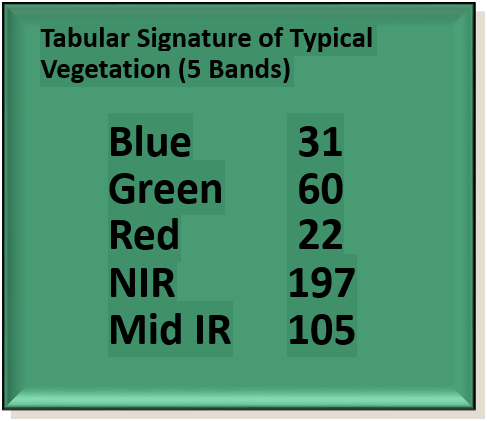 Tabular Signature of Typical
Vegetation (5 Bands)
Blue 31
Green 60
Red 22
NIR 197
Mid IR 105